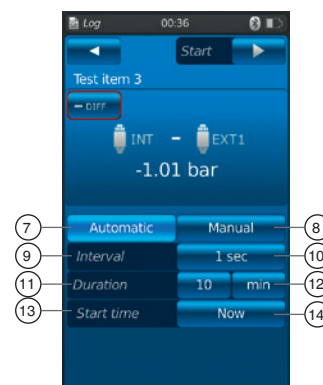 Log 00:36
Start
Test item 3
DIFF
INT - EXT1
-1.01 bar
7 Automatic Manual 8
9 Interval 1 sec 10
11 Duration 10 min 12
13 Start time Now 14